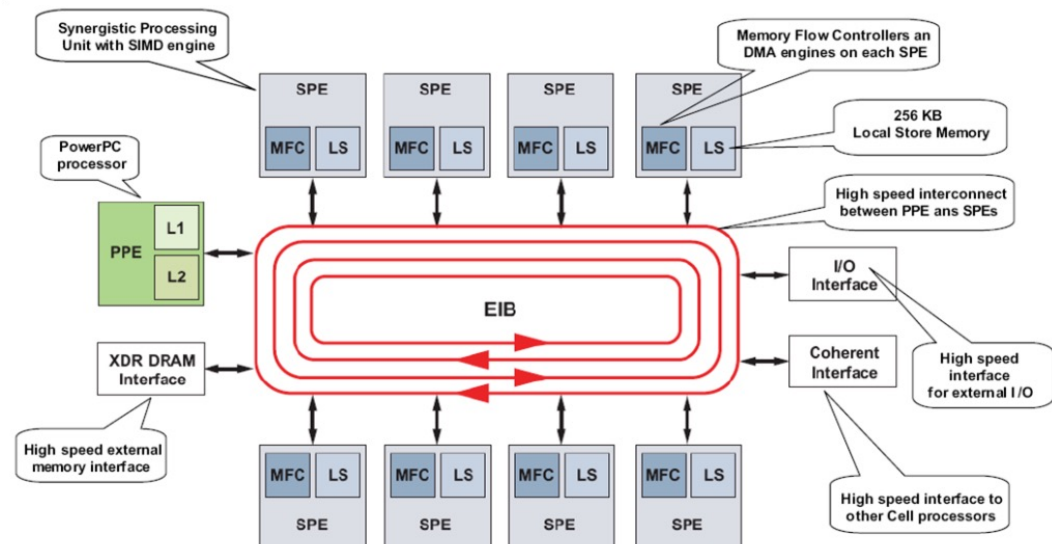 Synergistic Processing
Unit with SIMD engine
Memory Flow Controllers an
DMA engines on each SPE
SPE
SPE
SPE
SPE
MFC
LS
MFC
LS
MFC
LS
MFC
LS
256 KB
Local Store Memory
PowerPC
processor
High speed interconnect
between PPE ans SPEs
PPE
L1
L2
EIB
I/O
Interface
XDR DRAM
Interface
Coherent
Interface
High speed
interface
for external I/O
High speed external
memory interface
MFC
LS
MFC
LS
MFC
LS
MFC
LS
SPE
SPE
SPE
SPE
High speed interface to
other Cell processors